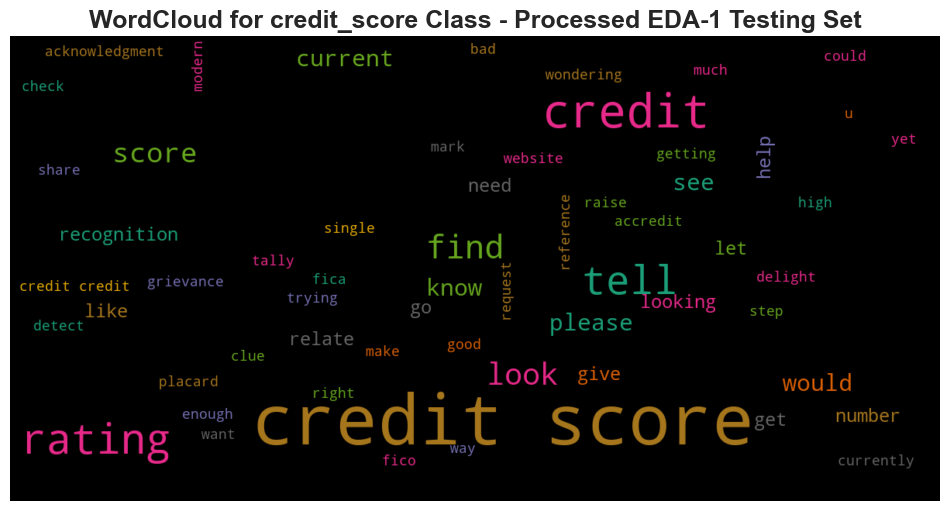 WordCloud for credit_score Class - Processed EDA-1 Testing Set
acknowledgment
modern
current
bad
could
wondering
much
check
credit
u
yet
score
mark
website
getting
help
share
need
see
raise
high
reference
accredit
recognition
single
find
let
tally
fica
credit credit
grievance
know
request
tell
delight
trying
looking
like
go
step
detect
please
relate
clue
make
good
placard
look
give
would
right
enough
credit score
get
number
rating
want
way
fico
currently